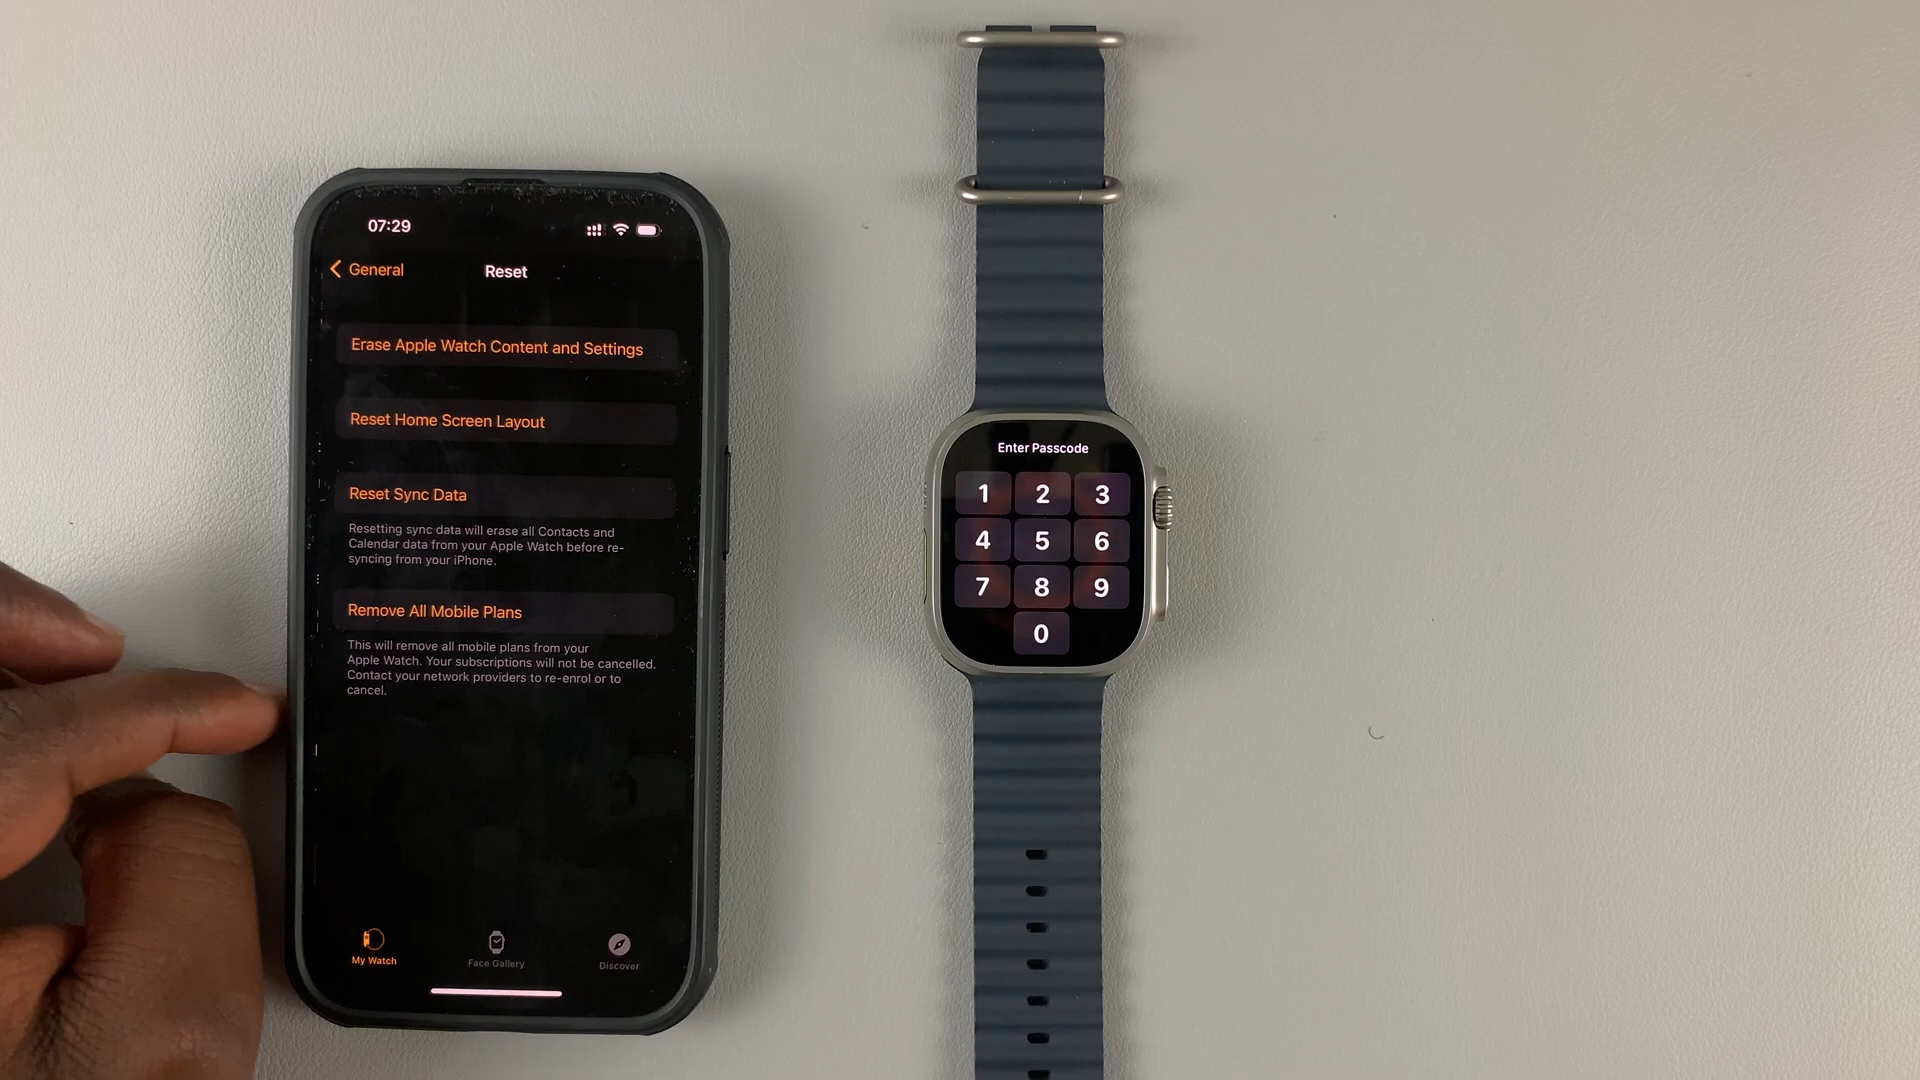 07:29
General
Reset
Erase Apple Watch Content and Settings
Reset Home Screen Layout
Reset Sync Data
Resetting sync data will erase all Contacts and
Calendar data from your Apple Watch before re-
syncing from your iPhone.
Remove All Mobile Plans
This will remove all mobile plans from your
Apple Watch. Your subscriptions will not be cancelled.
Contact your network providers to re-enrol or to
cancel.
My Watch
Face Gallery
Discover
Enter Passcode
1 2 3
4 5 6
7 8 9
0